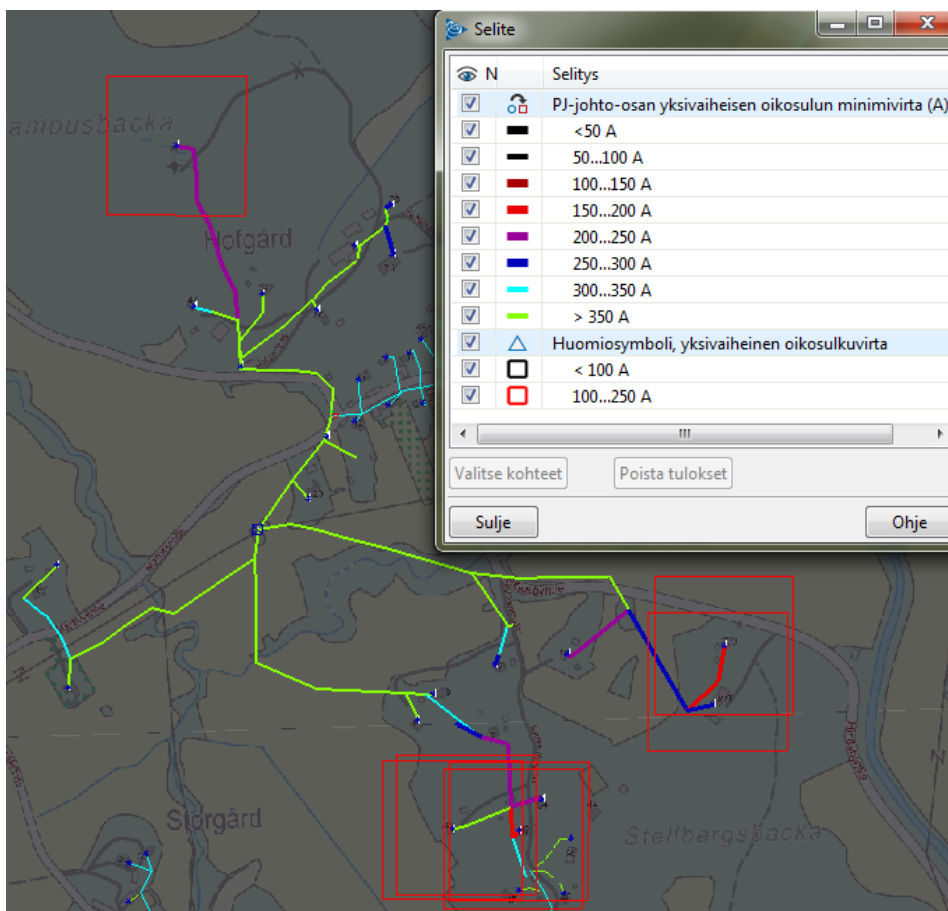 Selite
N Selitys
PJ-johto-osan yksivaiheisen oikosulun minimivirta (A)
<50 A
50...100 A
100...150 A
150...200 A
200...250 A
250...300 A
300...350 A
> 350 A
Huomiosymboli, yksivaiheinen oikosulkuvirta
< 100 A
100...250 A
Valitse kohteet Poista tulokset
Sulje Ohje
ampusbacka
Hofgård
Storgård
Stellbergsbacka